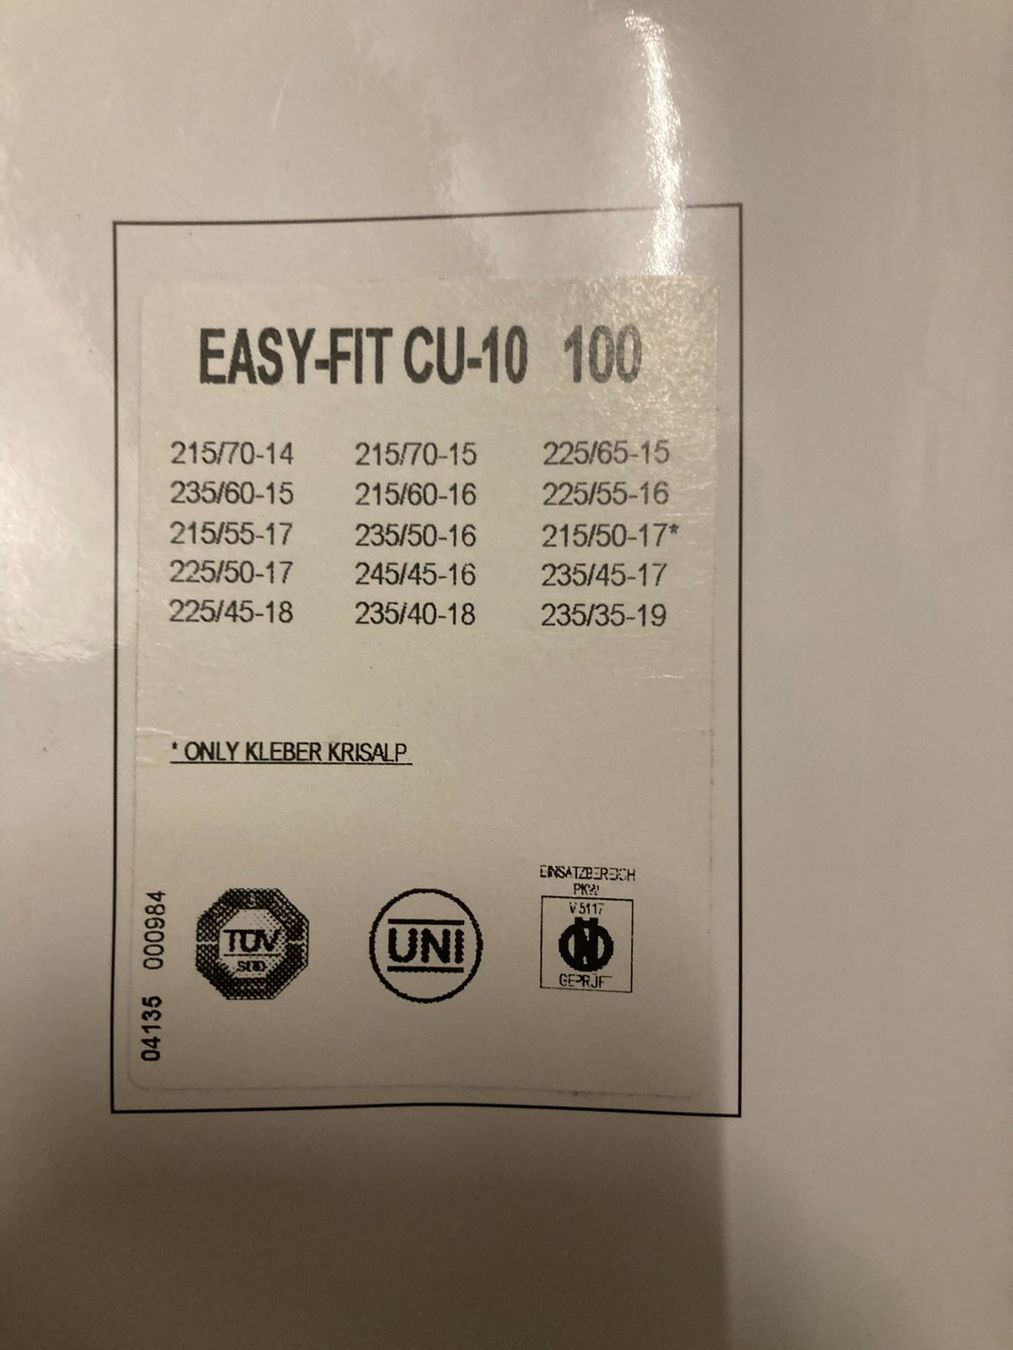 EASY-FIT CU-10 100
215/70-14 215/70-15 225/65-15
235/60-15 215/60-16 225/55-16
215/55-17 235/50-16 215/50-17*
225/50-17 245/45-16 235/45-17
225/45-18 235/40-18 235/35-19
* ONLY KLEBER KRISALP
04135 000984
TÜV
SÜD
UNI
EINSATZBEREICH
PKW
V5117
GEPRÜF